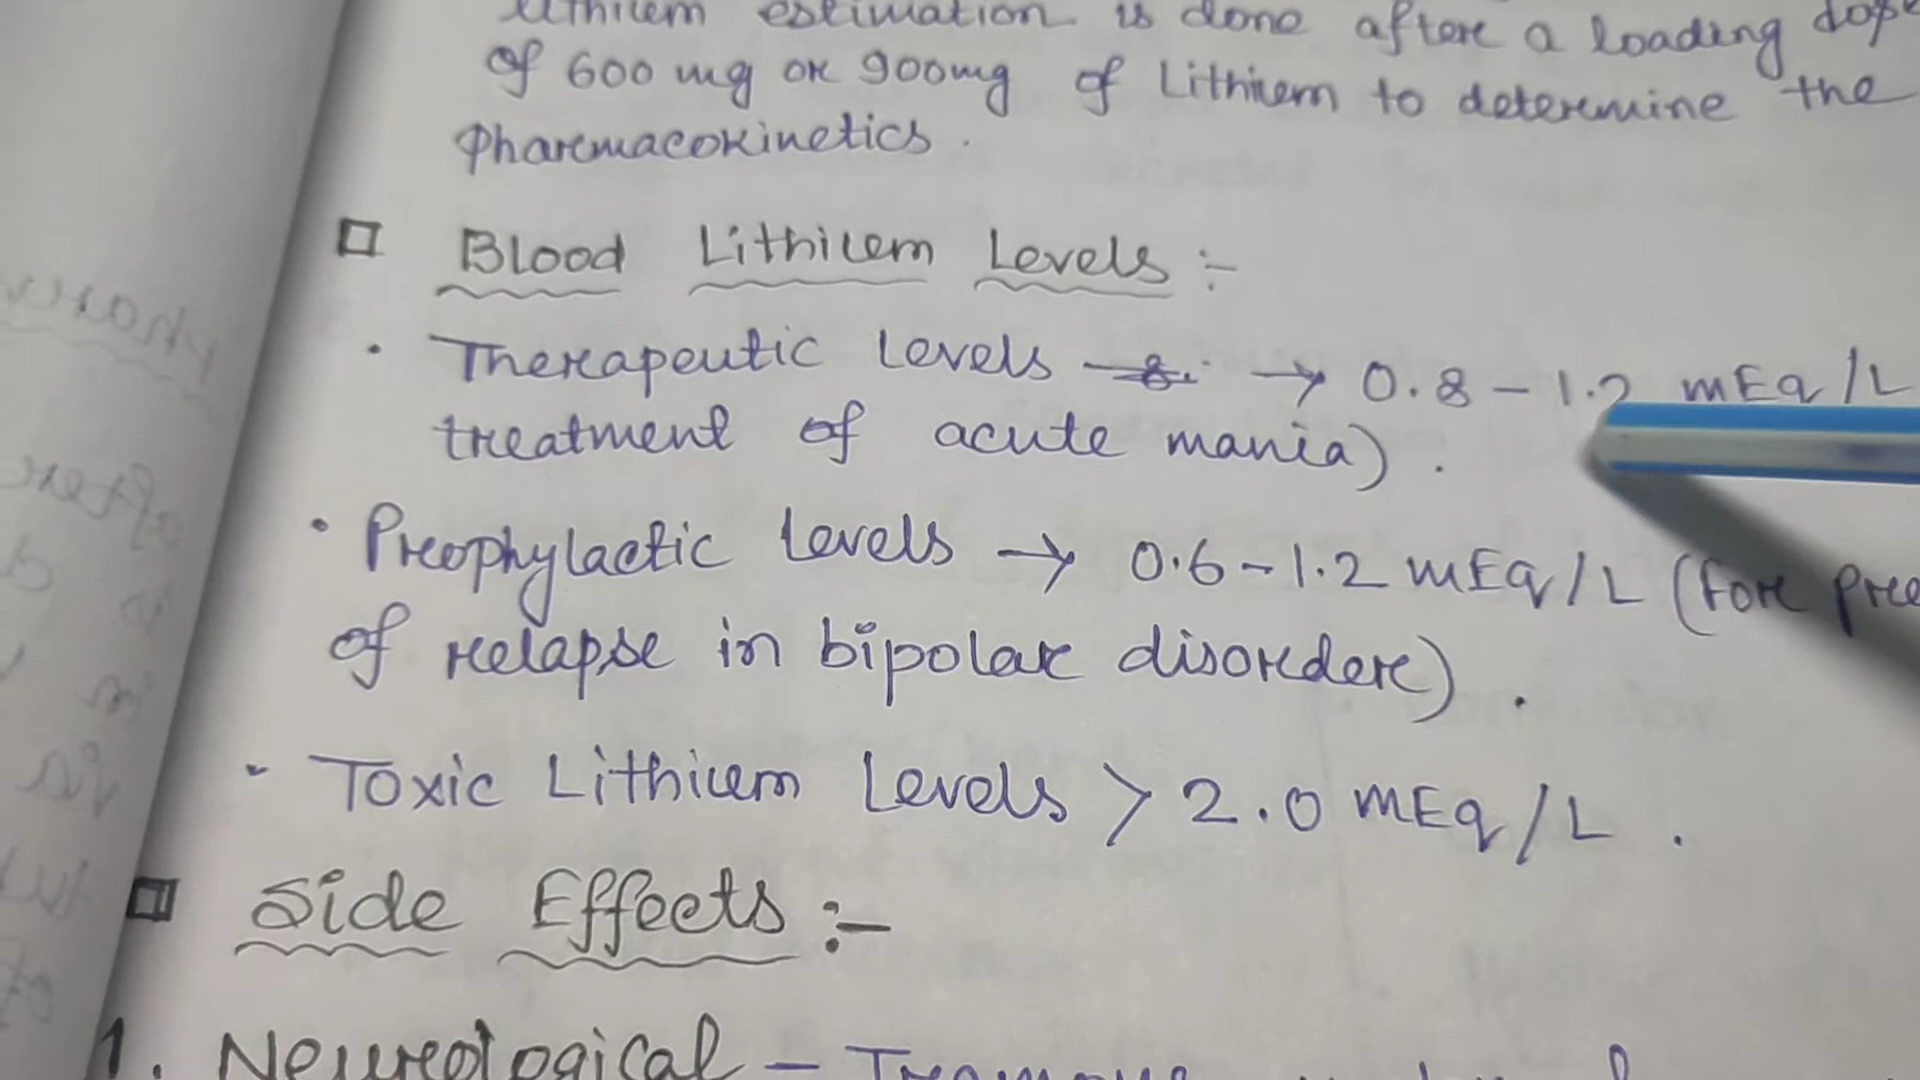 Lithium estimation is done after a loading dose
of 600 mg or 900mg of Lithium to determine the
Pharmacokinetics.
Blood Lithium Levels :-
• Therapeutic Levels → 0.8 - 1.2 mEq/L
treatment of acute mania).
• Prophylactic Levels → 0.6 - 1.2 mEq/L (For
of relapse in bipolar disorder).
• Toxic Lithium Levels > 2.0 mEq/L.
Side Effects :-
1. Neurological -